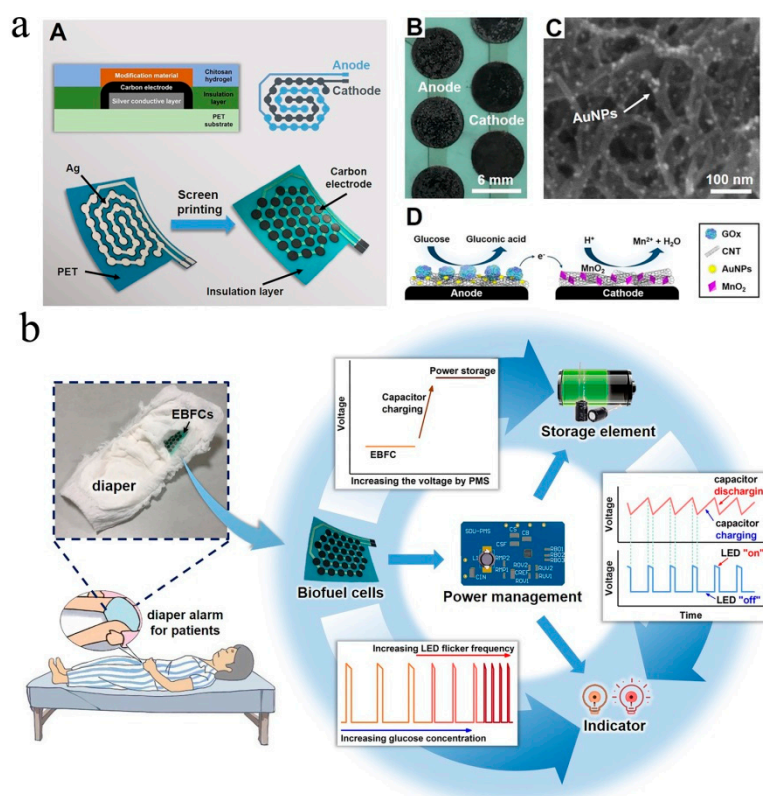 a
A
Modification material
Carbon electrode
Silver conductive layer
Chitosan
hydrogel
Insulation
layer
PET
substrate
Anode
Cathode
Ag
Screen
printing
Carbon
electrode
PET
Insulation layer
B
Anode
Cathode
6 mm
C
AuNPs
100 nm
D
Glucose
Gluconic acid
e-
H+
Mn2+ + H2O
MnO2
Anode
Cathode
GOx
CNT
AuNPs
MnO2
b
EBFCs
diaper
diaper alarm
for patients
Voltage
Power storage
Capacitor
charging
EBFC
Increasing the voltage by PMS
Storage element
Biofuel cells
SDU-PMS
Power management
Voltage
capacitor
discharging
capacitor
charging
Voltage
LED "on"
LED "off"
Time
Increasing LED flicker frequency
Increasing glucose concentration
Indicator